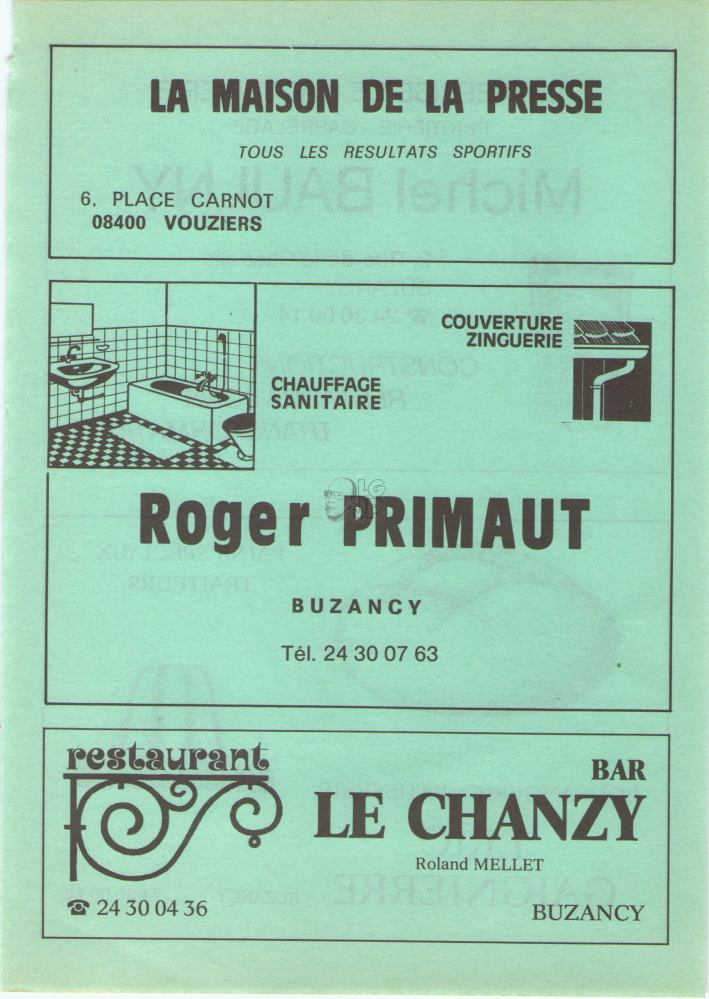 LA MAISON DE LA PRESSE
TOUS LES RESULTATS SPORTIFS
6, PLACE CARNOT
08400 VOUZIERS
COUVERTURE
ZINGUERIE
CHAUFFAGE
SANITAIRE
Roger PRIMAUT
BUZANCY
Tél. 24 30 07 63
restaurant
BAR
LE CHANZY
Roland MELLET
☎ 24 30 04 36
BUZANCY